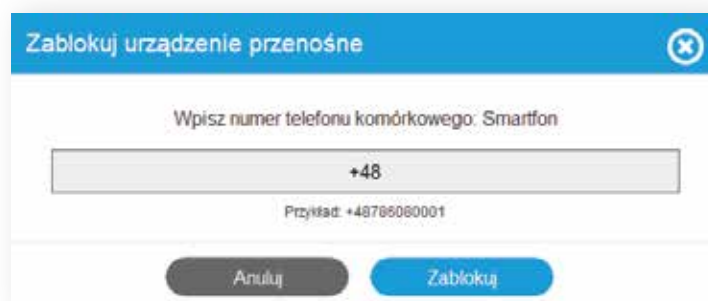 Zablokuj urządzenie przenośne
Wpisz numer telefonu komórkowego: Smartfon
+48
Przykład: +48786080001
Anuluj Zablokuj